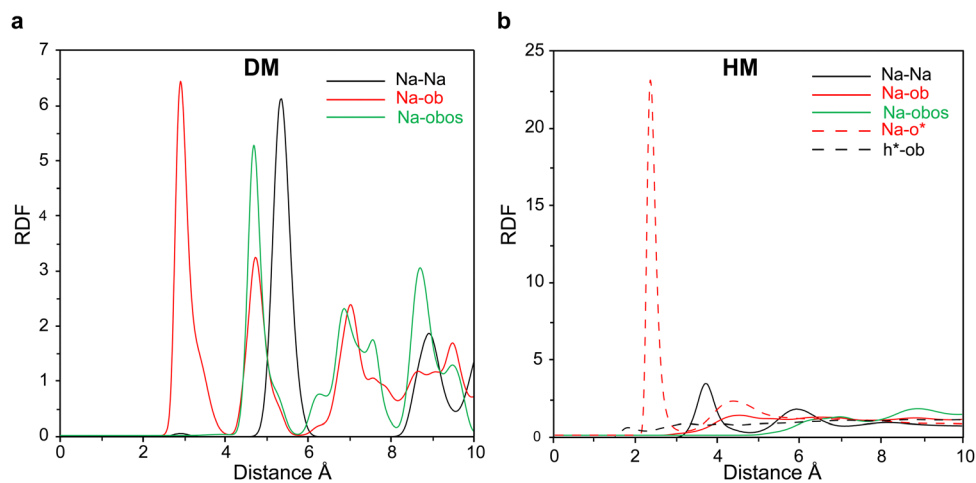 a
DM
Na-Na
Na-ob
Na-obos
RDF
7
6
5
4
3
2
1
0
0 2 4 6 8 10
Distance Å
b
HM
Na-Na
Na-ob
Na-obos
Na-o*
h*-ob
RDF
25
20
15
10
5
0
0 2 4 6 8 10
Distance Å